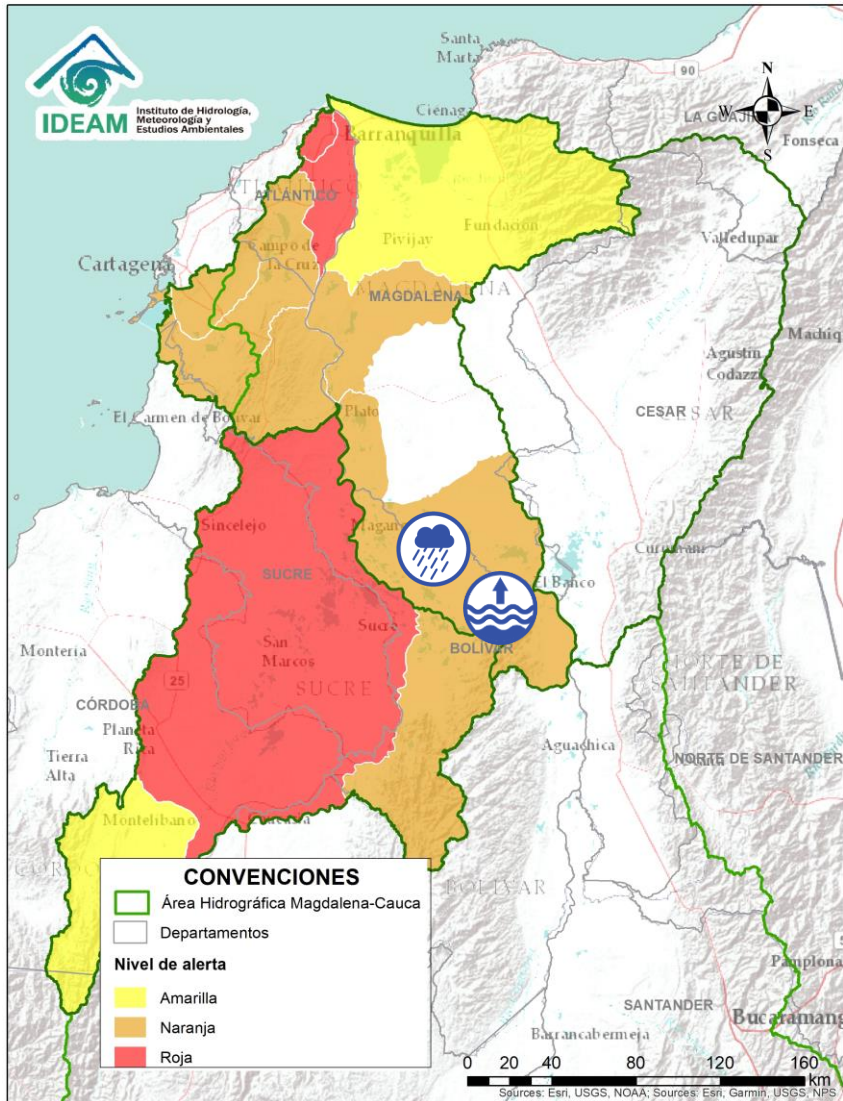 IDEAM
Instituto de Hidrología,
Meteorología y
Estudios Ambientales
Santa
Marta
90
N
W
E
S
Ciénaga
LA GUAJIRA
Fonseca
Barranquilla
ATLÁNTICO
Pivijay
Fundación
Valledupar
Cartagena
Campo de
la Cruz
MAGDALENA
Agustín
Codazzi
El Carmen de Bolívar
Plato
CESAR
CESAR
Sincelejo
SUCRE
Curumaní
El Banco
Montería
San
Marcos
Sucre
BOLÍVAR
25
SUCRE
NORTE DE
SANTANDER
CÓRDOBA
Planeta
Rica
Tierra
Alta
Aguachica
NORTE DE SANTANDER
Montelíbano
BOLÍVAR
CONVENCIONES
Área Hidrográfica Magdalena-Cauca
Departamentos
Nivel de alerta
Amarilla
Naranja
Roja
Pamplona
SANTANDER
Barrancabermeja
0 20 40 80 120 160
Km
Sources: Esri, USGS, NOAA; Sources: Esri, Garmin, USGS, NPS